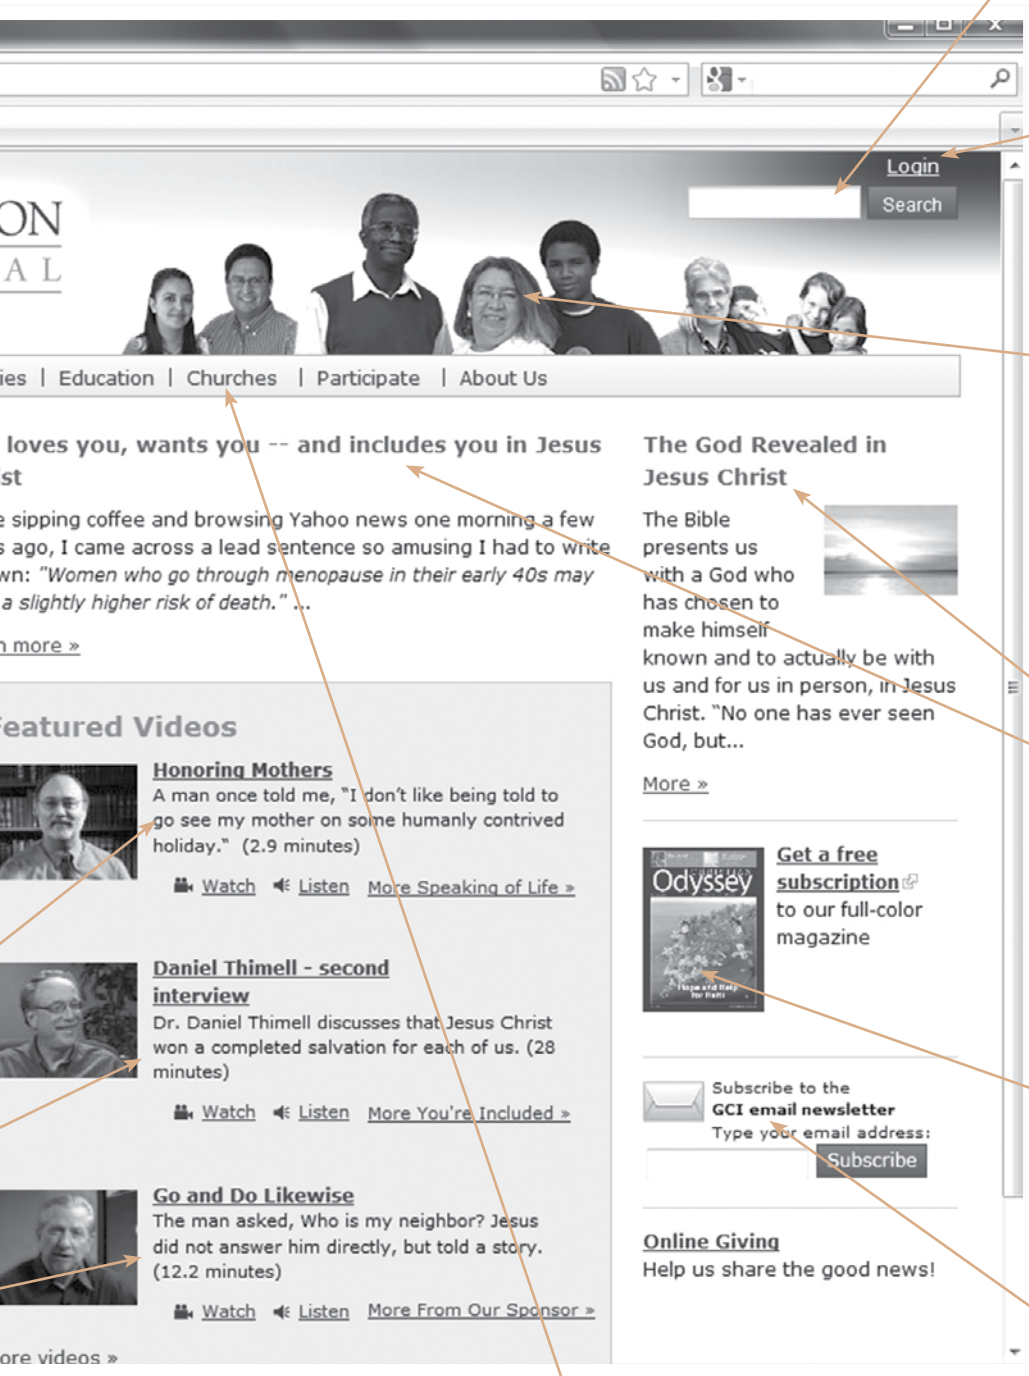 Login
Search
ON
A L
ies | Education | Churches | Participate | About Us
loves you, wants you -- and includes you in Jesus
ist
e sipping coffee and browsing Yahoo news one morning a few
s ago, I came across a lead sentence so amusing I had to write
wn: "Women who go through menopause in their early 40s may
a slightly higher risk of death." ...
n more »
Featured Videos
Honoring Mothers
A man once told me, "I don't like being told to
go see my mother on some humanly contrived
holiday." (2.9 minutes)
Watch Listen More Speaking of Life »
Daniel Thimell - second
interview
Dr. Daniel Thimell discusses that Jesus Christ
won a completed salvation for each of us. (28
minutes)
Watch Listen More You're Included »
Go and Do Likewise
The man asked, Who is my neighbor? Jesus
did not answer him directly, but told a story.
(12.2 minutes)
Watch Listen More From Our Sponsor »
ore videos »
The God Revealed in
Jesus Christ
The Bible
presents us
with a God who
has chosen to
make himself
known and to actually be with
us and for us in person, in Jesus
Christ. "No one has ever seen
God, but...
More »
Odyssey
Hope and Help
For Haiti
Get a free
subscription
to our full-color
magazine
Subscribe to the
GCI email newsletter
Type your email address:
Subscribe
Online Giving
Help us share the good news!